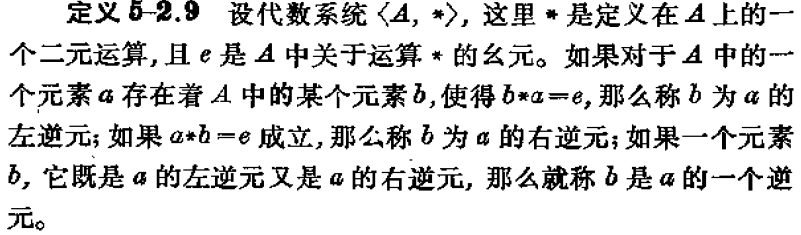 定义 5-2.9 设代数系统〈A, *〉, 这里 * 是定义在 A 上的一
个二元运算, 且 e 是 A 中关于运算 * 的幺元。如果对于 A 中的一
个元素 a 存在着 A 中的某个元素 b, 使得 b*a=e, 那么称 b 为 a 的
左逆元; 如果 a*b=e 成立, 那么称 b 为 a 的右逆元; 如果一个元素
b, 它既是 a 的左逆元又是 a 的右逆元, 那么就称 b 是 a 的一个逆
元。